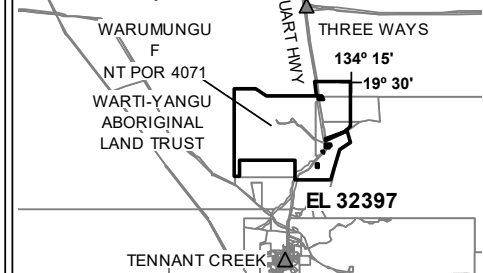 WARUMUNGU
F
NT POR 4071
WARTI-YANGU
ABORIGINAL
LAND TRUST
UART HWY
THREE WAYS
134º 15'
19º 30'
EL 32397
TENNANT CREEK